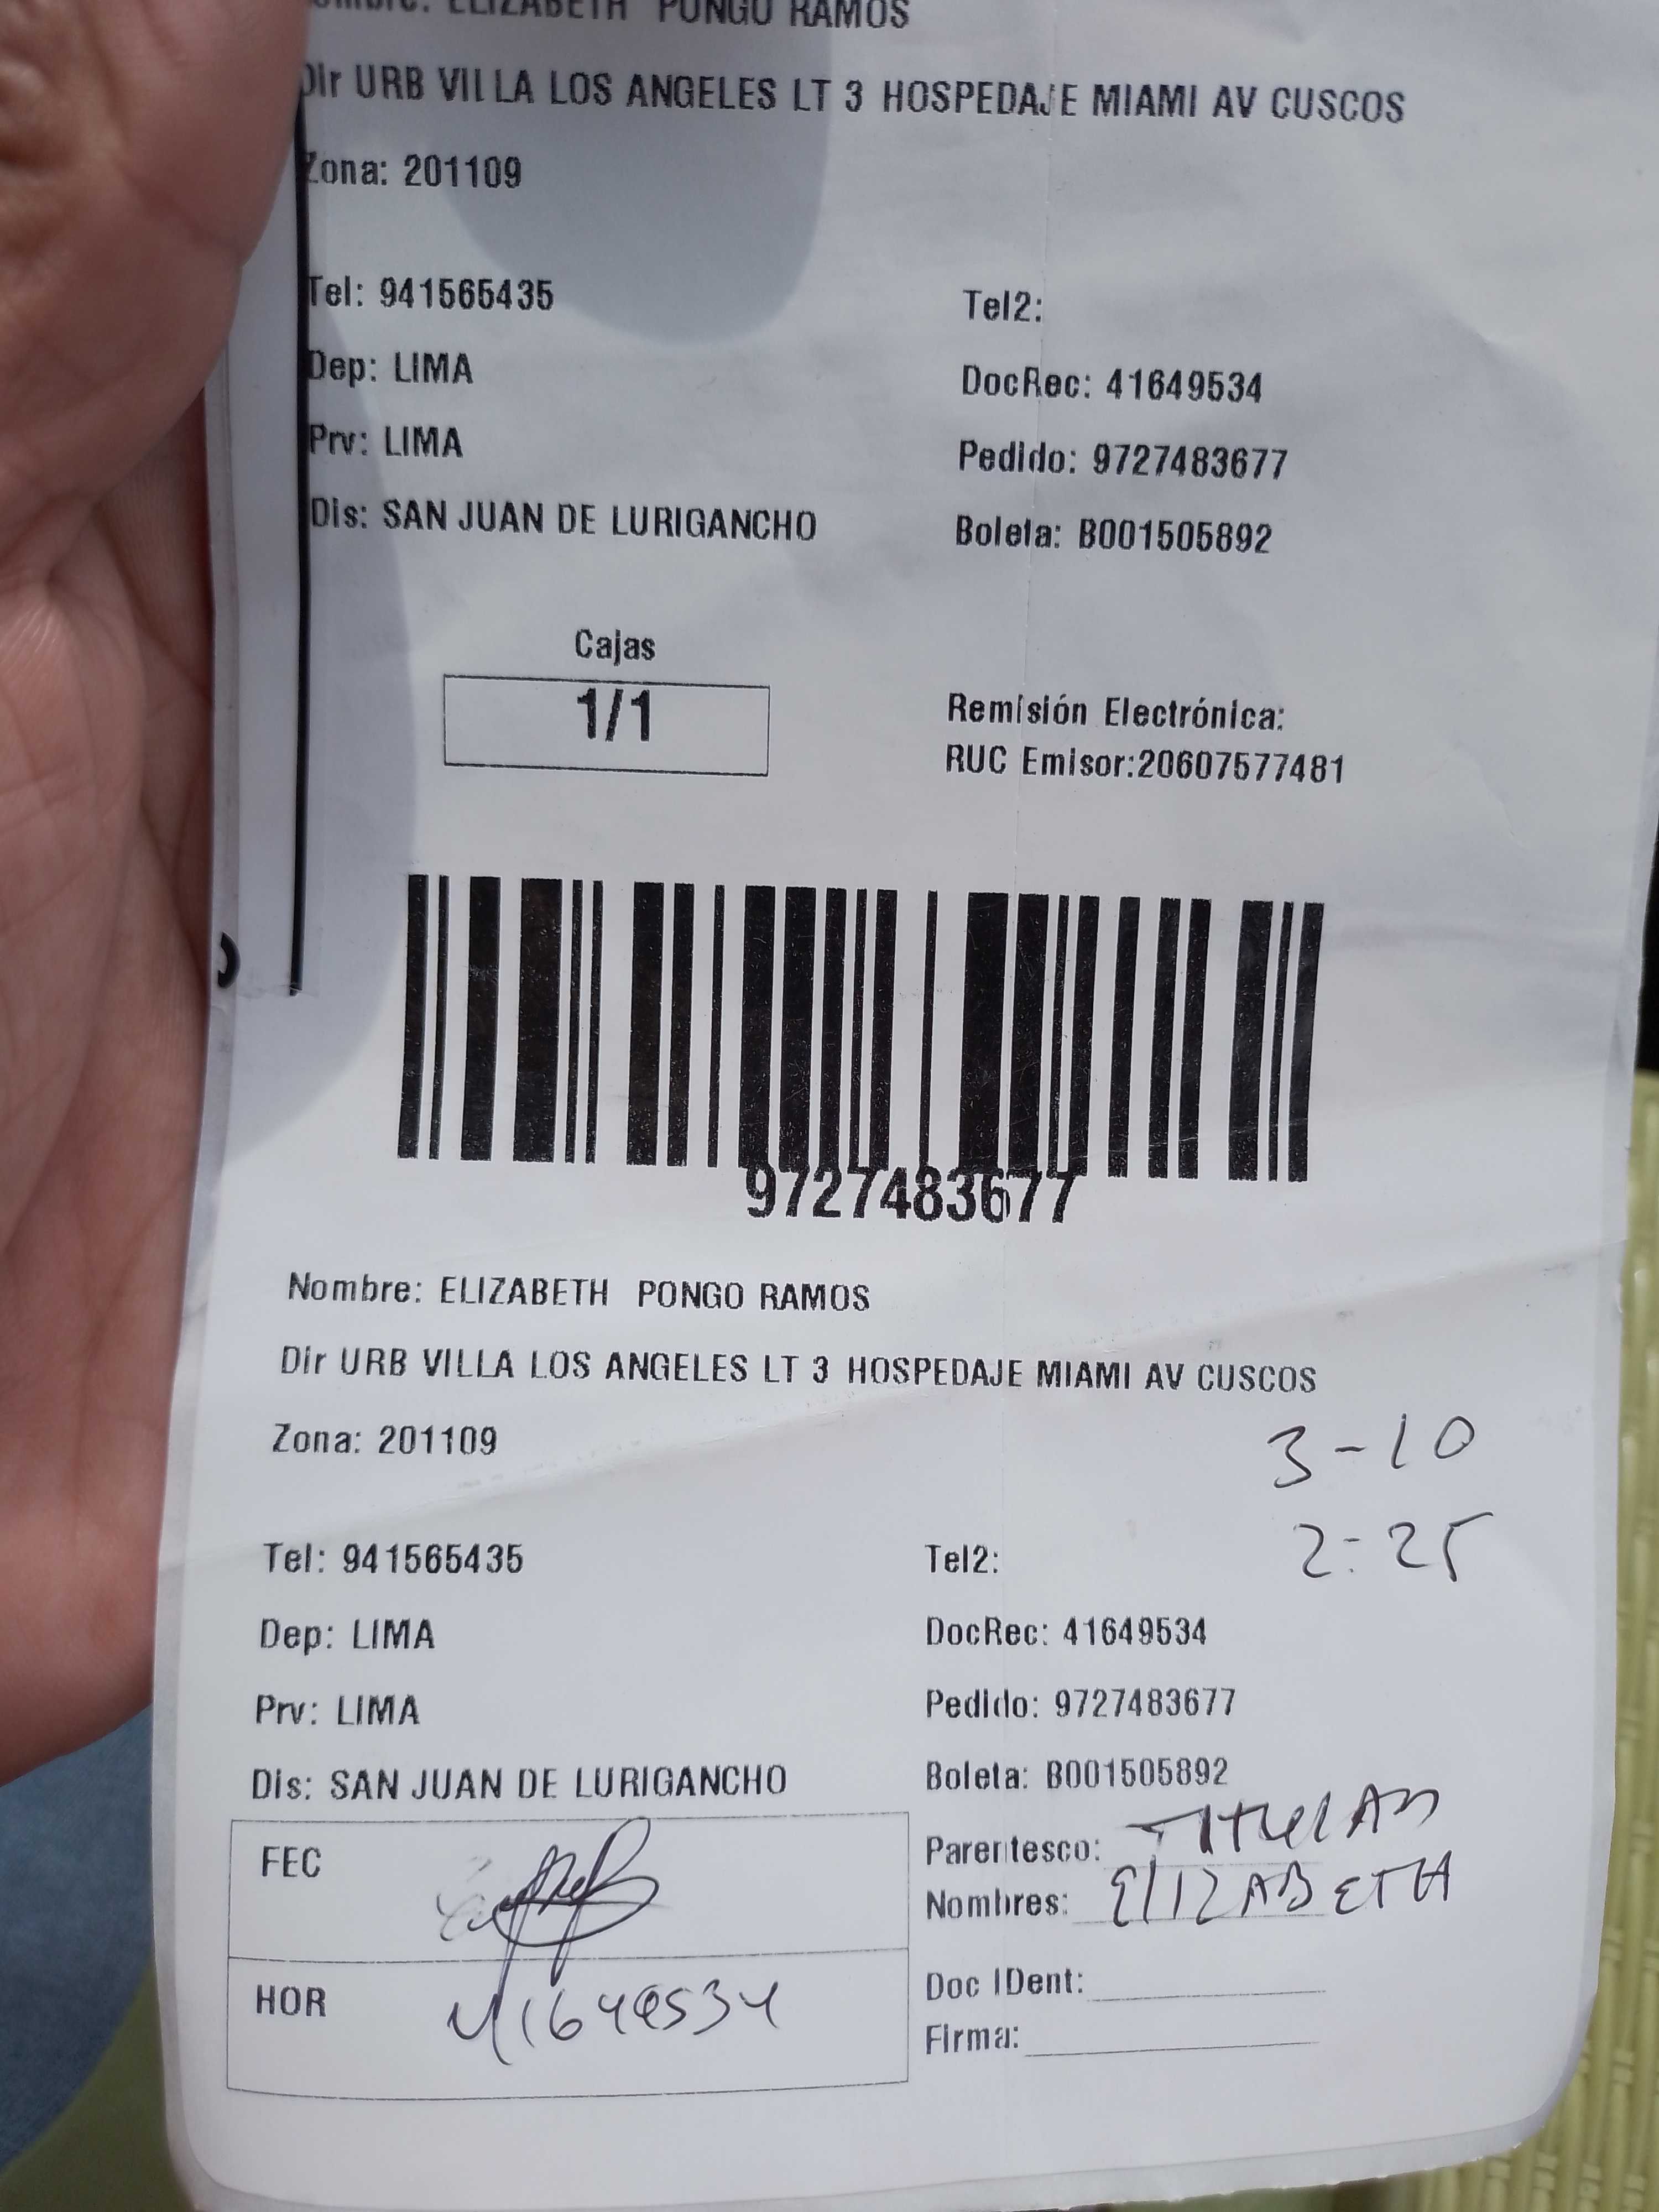 Nombre: ELIZABETH PONGO RAMOS
Dir URB VILLA LOS ANGELES LT 3 HOSPEDAJE MIAMI AV CUSCOS
Zona: 201109
Tel: 941565435
Tel2:
Dep: LIMA
DocRec: 41649534
Prv: LIMA
Pedido: 9727483677
Dis: SAN JUAN DE LURIGANCHO
Boleta: B001505892
Cajas
1/1
Remisión Electrónica:
RUC Emisor:20607577481
9727483677
Nombre: ELIZABETH PONGO RAMOS
Dir URB VILLA LOS ANGELES LT 3 HOSPEDAJE MIAMI AV CUSCOS
Zona: 201109
3-10
2:25
Tel: 941565435
Tel2:
Dep: LIMA
DocRec: 41649534
Prv: LIMA
Pedido: 9727483677
Dis: SAN JUAN DE LURIGANCHO
Boleta: B001505892
FEC
Parentesco: TITULAR
Nombres: ElIZABETH
HOR
41649534
Doc IDent:
Firma: